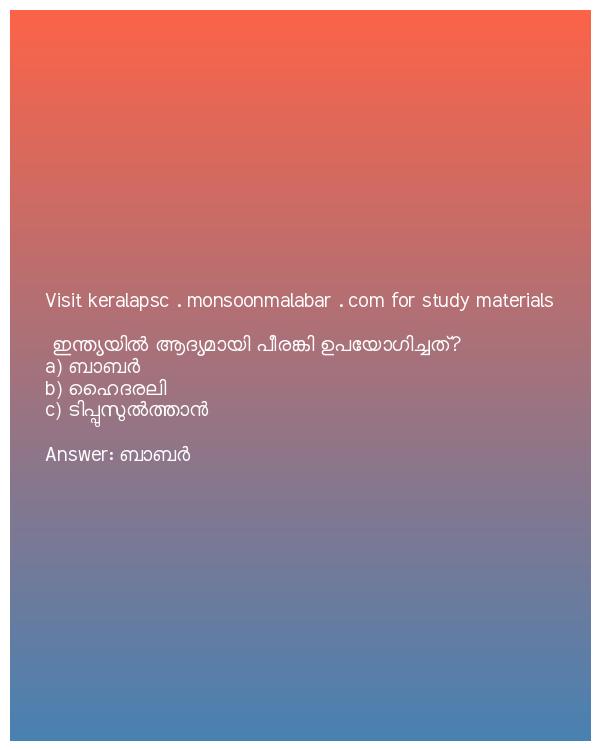 Visit keralapsc . monsoonmalabar . com for study materials
ഇന്ത്യയിൽ ആദ്യമായി പീരങ്കി ഉപയോഗിച്ചത്?
a) ബാബർ
b) ഹൈദരലി
c) ടിപ്പുസുൽത്താൻ
Answer: ബാബർ